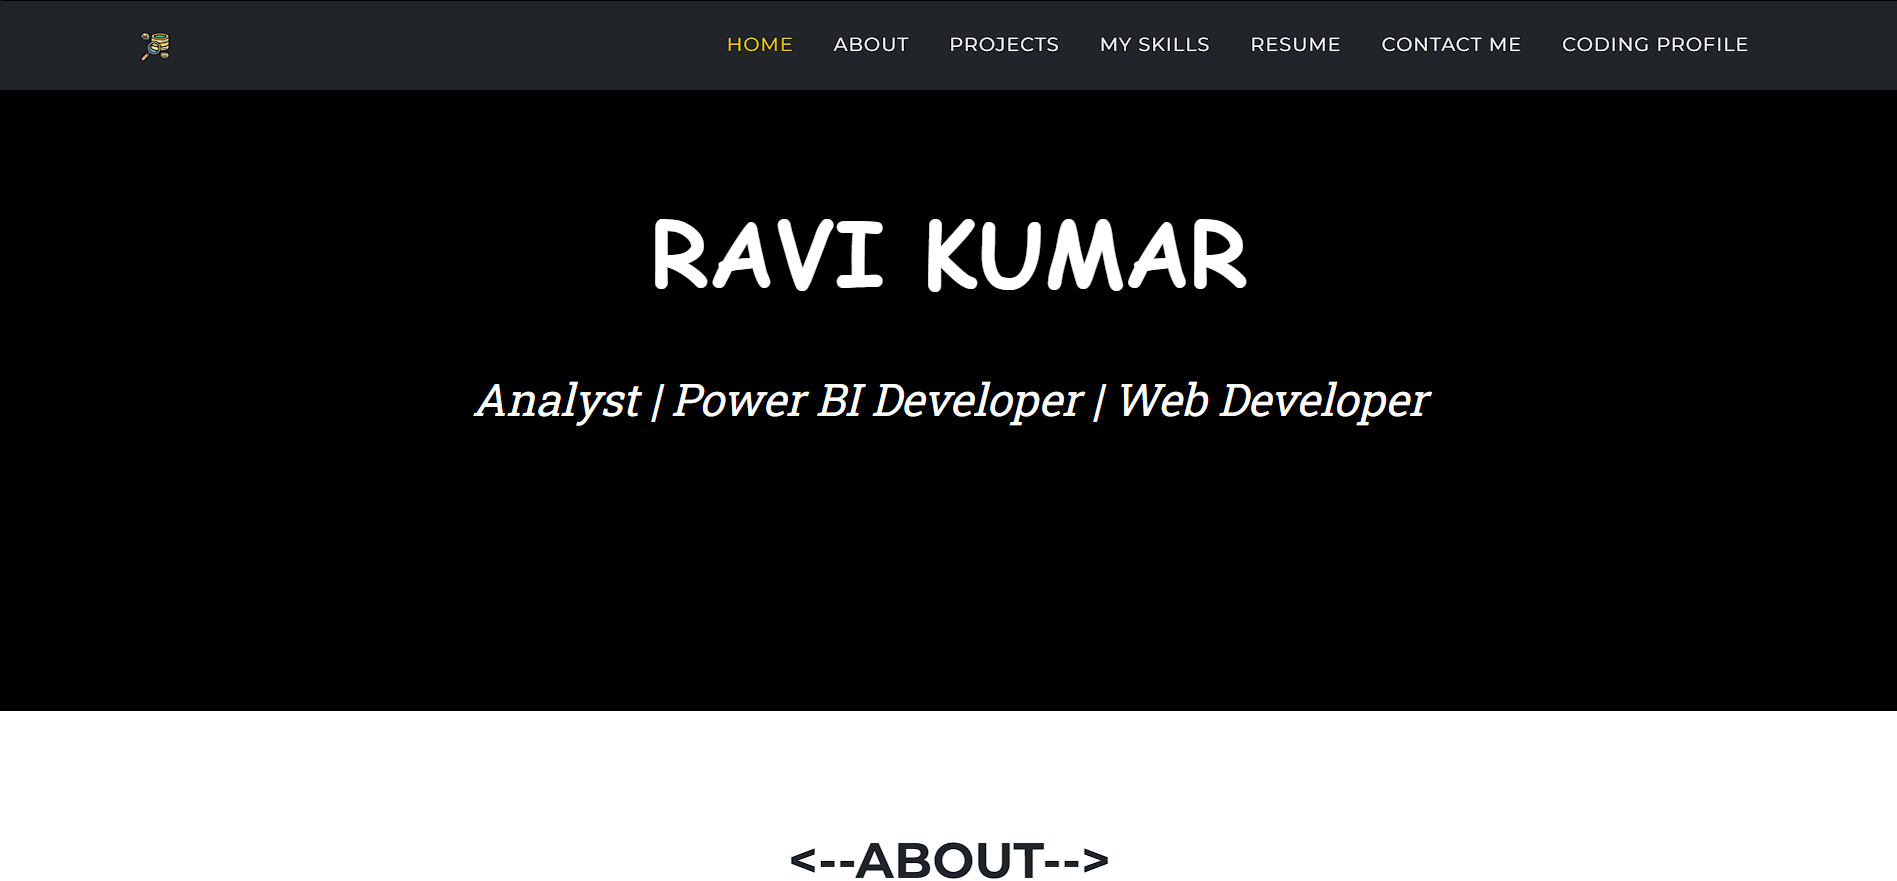 HOME ABOUT PROJECTS MY SKILLS RESUME CONTACT ME CODING PROFILE
RAVI KUMAR
Analyst | Power BI Developer | Web Developer
<--ABOUT-->